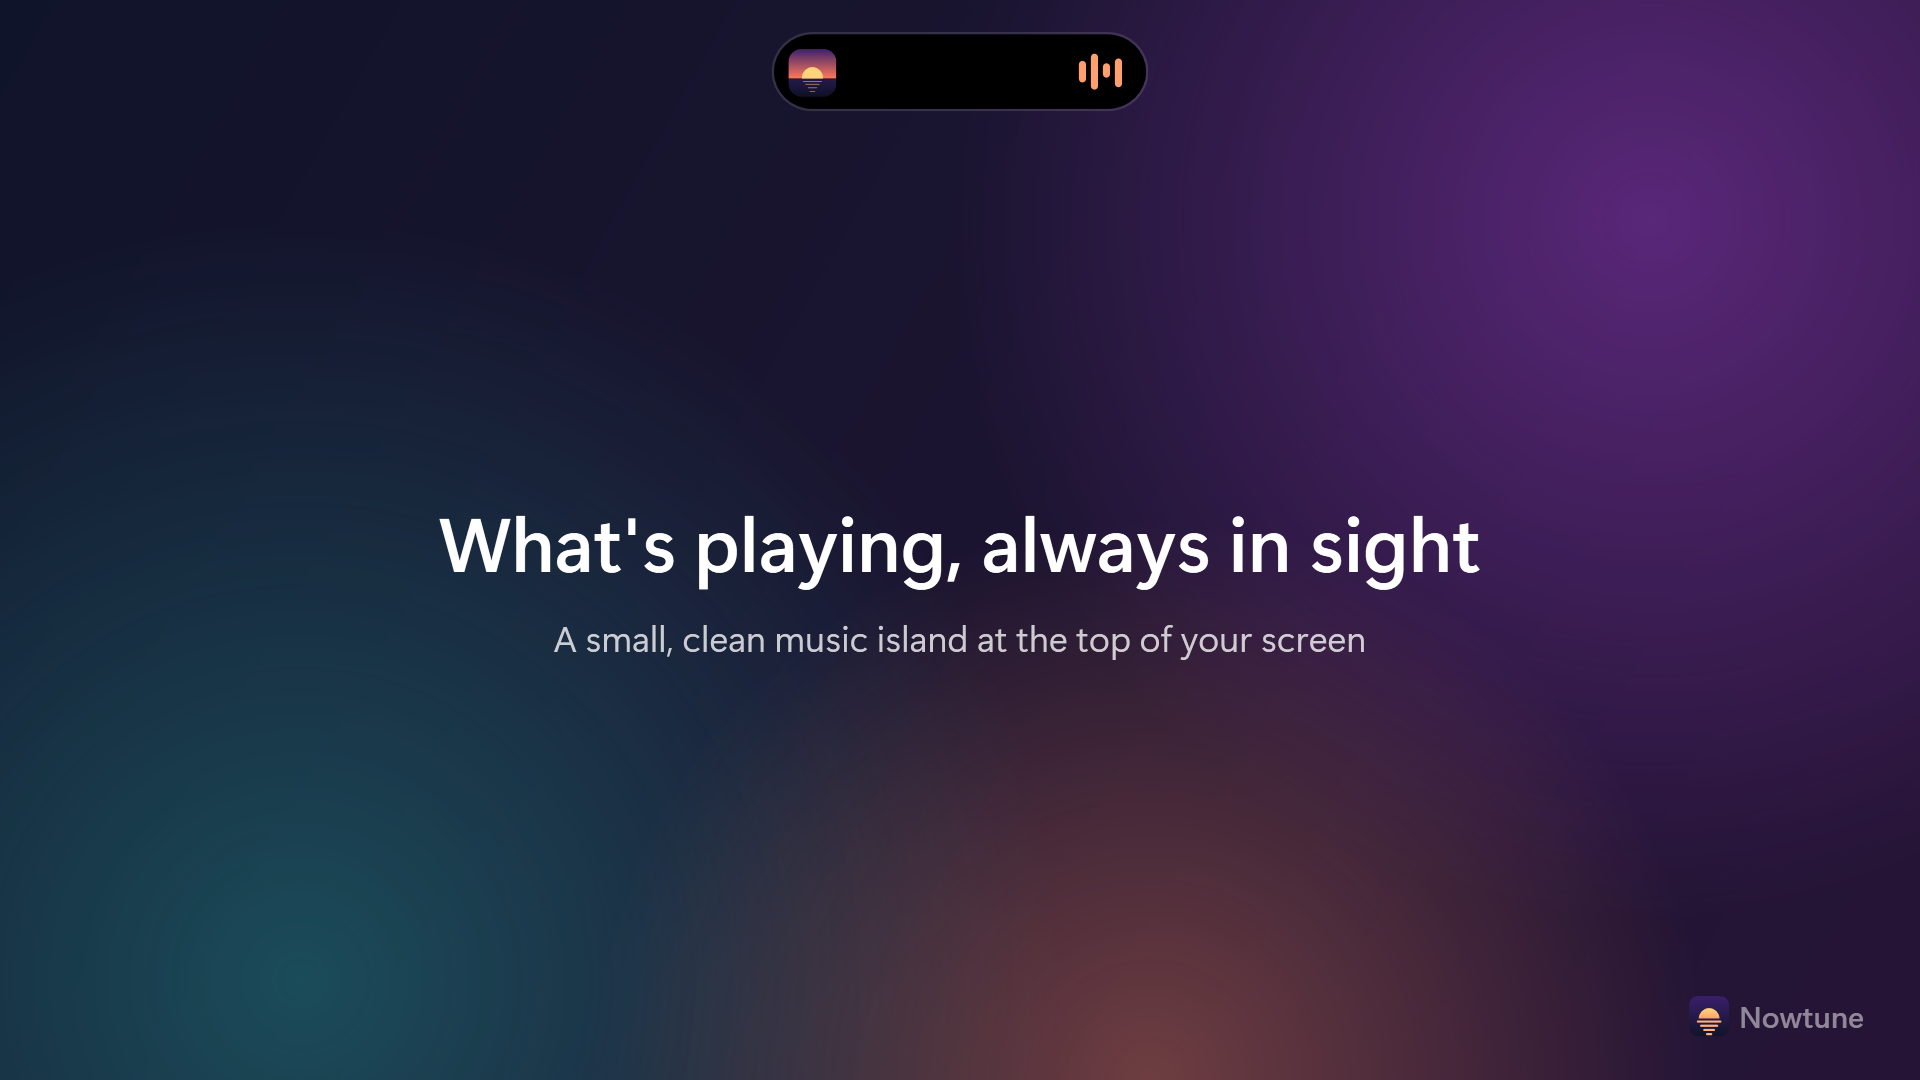 What's playing, always in sight
A small, clean music island at the top of your screen
Nowtune